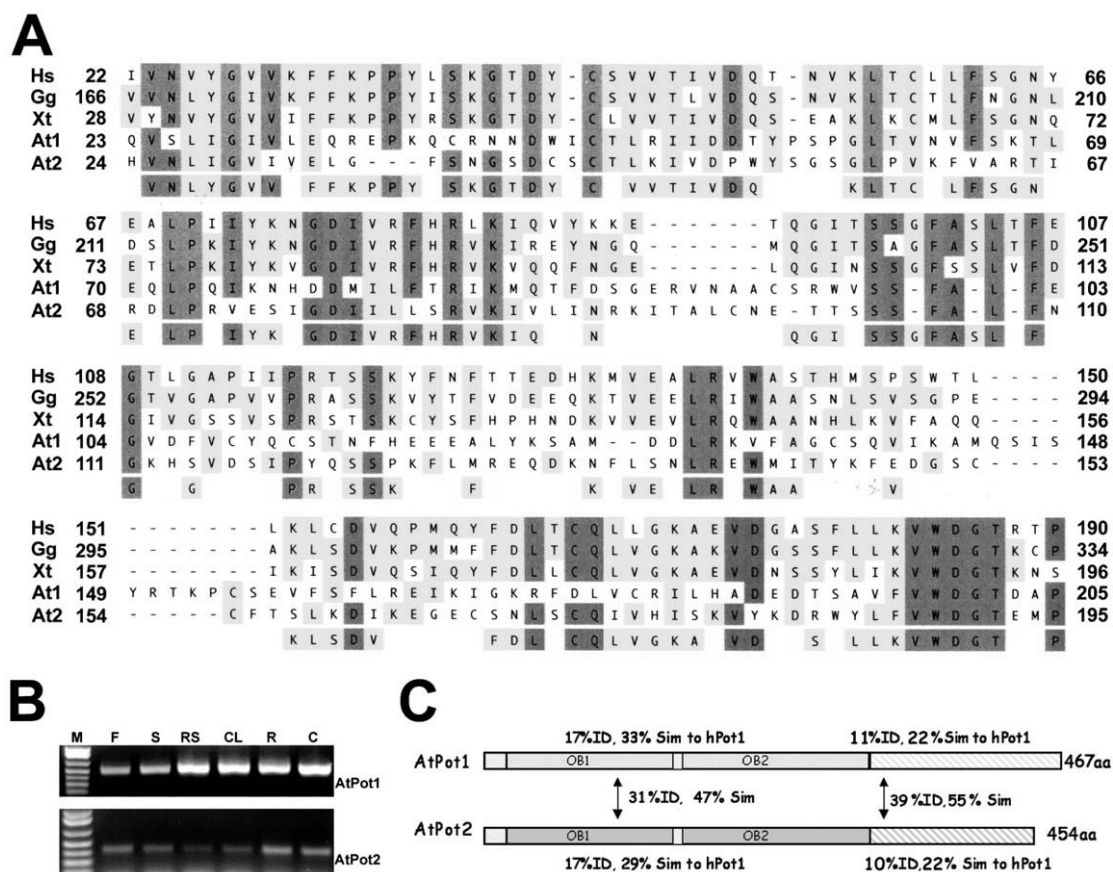 A
Hs 22 I V N V Y G V V K F F K P P Y L S K G T D Y - C S V V T I V D Q T - N V K L T C L L F S G N Y 66
Gg 166 V V N L Y G I V K F F K P P Y I S K G T D Y - C S V V T L V D Q S - N V K L T C T L F N G N L 210
Xt 28 V Y N V Y G V V I F F K P P Y R S K G T D Y - C L V V T I V D Q S - E A K L K C M L F S G N Q 72
At1 23 Q V S L I G I V L E Q R E P K Q C R N N D W I C T L R I I D D T Y P S P G L T V N V F S K T L 69
At2 24 H V N L I G V I V E L G - - - F S N G S D C S C T L K I V D P W Y S G S G L P V K F V A R T I 67
V N L Y G V V F F K P P Y S K G T D Y C V V T I V D Q K L T C L F S G N
Hs 67 E A L P I I Y K N G D I V R F H R L K I Q V Y K K E - - - - - - T Q G I T S S G F A S L T F E 107
Gg 211 D S L P K I Y K N G D I V R F H R V K I R E Y N G Q - - - - - - M Q G I T S A G F A S L T F D 251
Xt 73 E T L P K I Y K V G D I V R F H R V K V Q Q F N G E - - - - - - L Q G I N S S G F S S L V F D 113
At1 70 E Q L P Q I K N H D D M I L F T R I K M Q T F D S G E R V N A A C S R W V S S - F A - L - F E 103
At2 68 R D L P R V E S I G D I I L L S R V K I V L I N R K I T A L C N E - T T S S - F A - L - F N 110
E L P I Y K G D I V R F H R V K I Q N Q G I S S G F A S L F
Hs 108 G T L G A P I I P R T S S K Y F N F T T E D H K M V E A L R V W A S T H M S P S W T L - - - - 150
Gg 252 G T V G A P V V P R A S S K V Y T F V D E E Q K T V E E L R I W A A S N L S V S G P E - - - - 294
Xt 114 G I V G S S V S P R S T S K C Y S F H P H N D K V V E V L R Q W A A N H L K V F A Q Q - - - - 156
At1 104 G V D F V C Y Q C S T N F H E E E A L Y K S A M - D D L R K V F A G C S Q V I K A M Q S I S 148
At2 111 G K H S V D S I P Y Q S S P K F L M R E Q D K N F L S N L R E W M I T Y K F E D G S C - - - - 153
G G P R S S K F K V E L R W A A V
Hs 151 - - - - - - - L K L C D V Q P M Q Y F D L T C Q L L G K A E V D G A S F L L K V W D G T R T P 190
Gg 295 - - - - - - - A K L S D V K P M M F F D L T C Q L V G K A K V D G S S F L L K V W D G T K C P 334
Xt 157 - - - - - - - I K I S D V Q S I Q Y F D L L C Q L V G K A E V D N S S Y L I K V W D G T K N S 196
At1 149 Y R T K P C S E V F S F L R E I K I G K R F D L V C R I L H A D E D T S A V F V W D G T D A P 205
At2 154 - - - - - C F T S L K D I K E G E C S N L S C Q I V H I S K V Y K D R W Y L F V W D G T E M P 195
K L S D V F D L C Q L V G K A V D S L L K V W D G T P
B
M F S RS CL R C
AtPot1
AtPot2
C
17%ID, 33% Sim to hPot1 11%ID, 22% Sim to hPot1
AtPot1 OB1 OB2 467aa
31%ID, 47% Sim 39%ID,55% Sim
AtPot2 OB1 OB2 454aa
17%ID, 29% Sim to hPot1 10%ID,22% Sim to hPot1